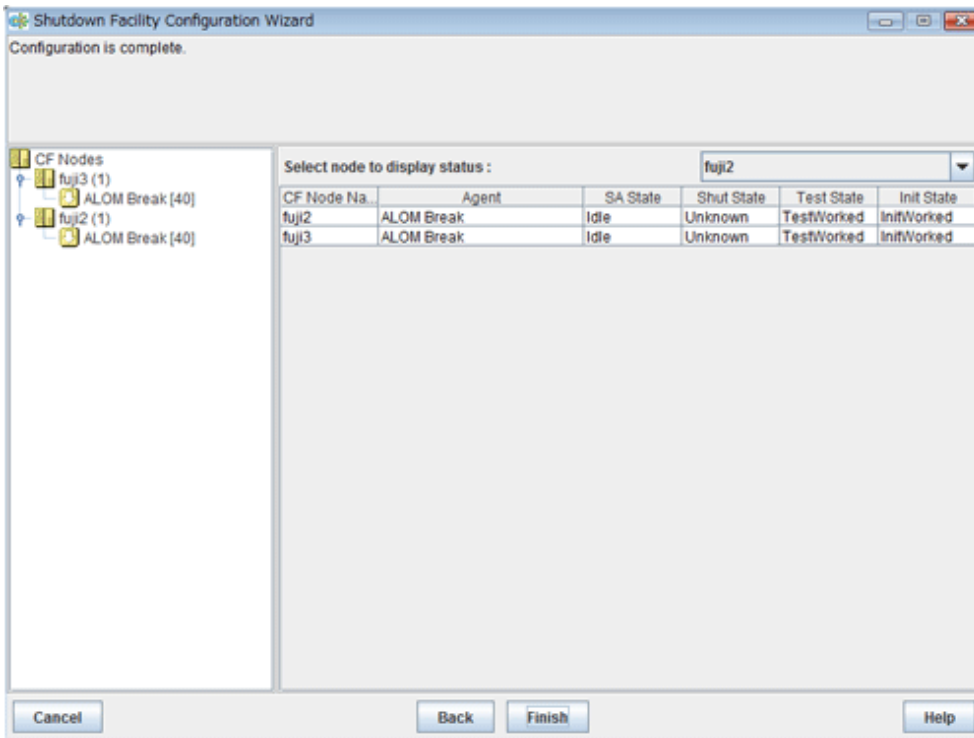 Shutdown Facility Configuration Wizard
Configuration is complete.
CF Nodes
fuji3 (1)
ALOM Break [40]
fuji2 (1)
ALOM Break [40]
Select node to display status : fuji2
CF Node Na... Agent SA State Shut State Test State Init State
fuji2 ALOM Break Idle Unknown TestWorked InitWorked
fuji3 ALOM Break Idle Unknown TestWorked InitWorked
Cancel Back Finish Help